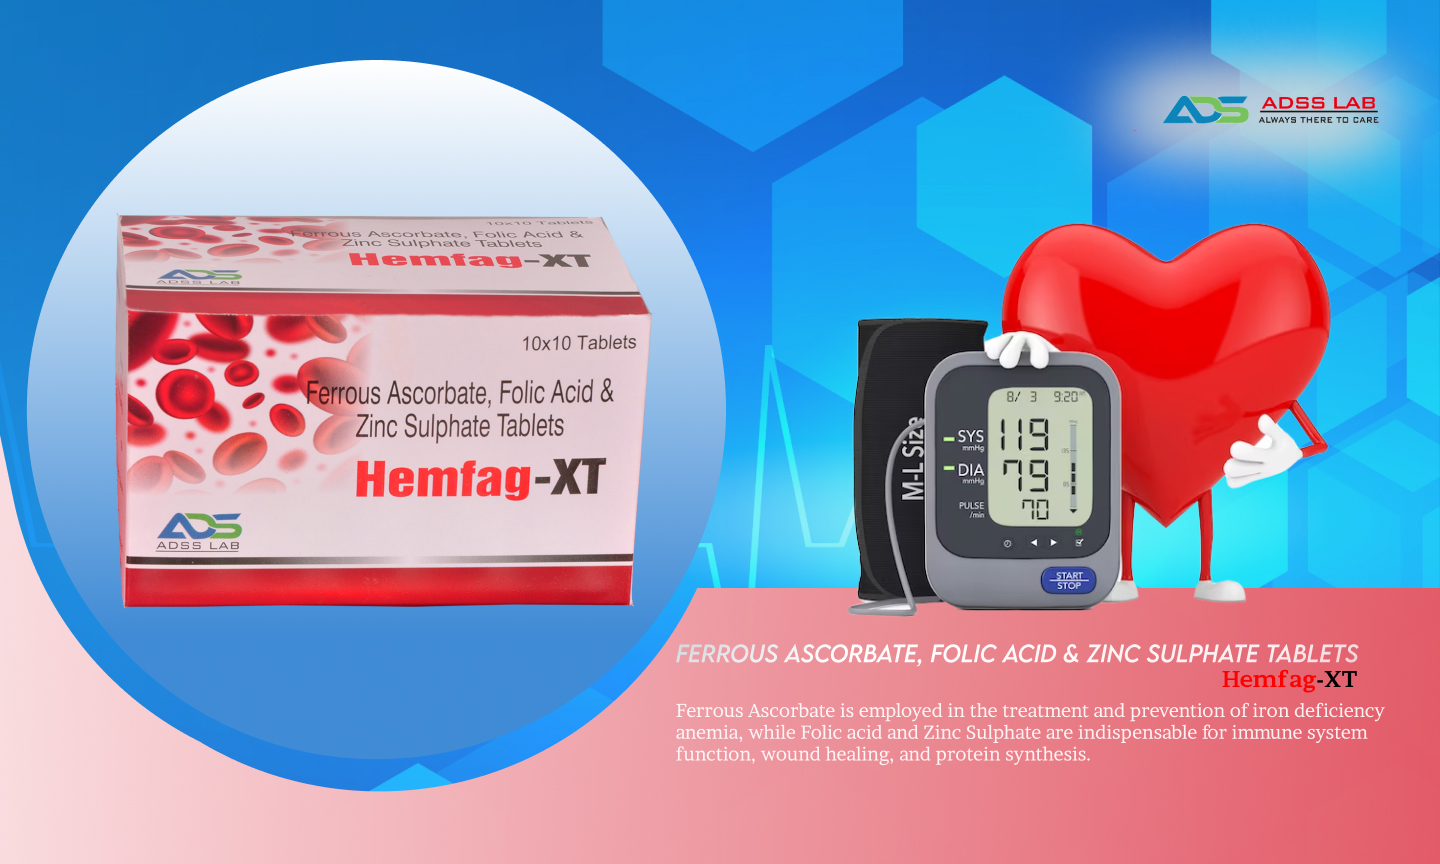 ADS
ADSS LAB
ALWAYS THERE TO CARE
10x10 Tablets
Ferrous Ascorbate, Folic Acid &
Zinc Sulphate Tablets
Hemfag-XT
ADS
ADSS LAB
10x10 Tablets
Ferrous Ascorbate, Folic Acid &
Zinc Sulphate Tablets
Hemfag-XT
ADS
ADSS LAB
M-L Size
8/ 3 9:20
SYS
mmHg
119
DIA
mmHg
79
PULSE
/min
70
START
STOP
FERROUS ASCORBATE, FOLIC ACID & ZINC SULPHATE TABLETS
Hemfag-XT
Ferrous Ascorbate is employed in the treatment and prevention of iron deficiency
anemia, while Folic acid and Zinc Sulphate are indispensable for immune system
function, wound healing, and protein synthesis.